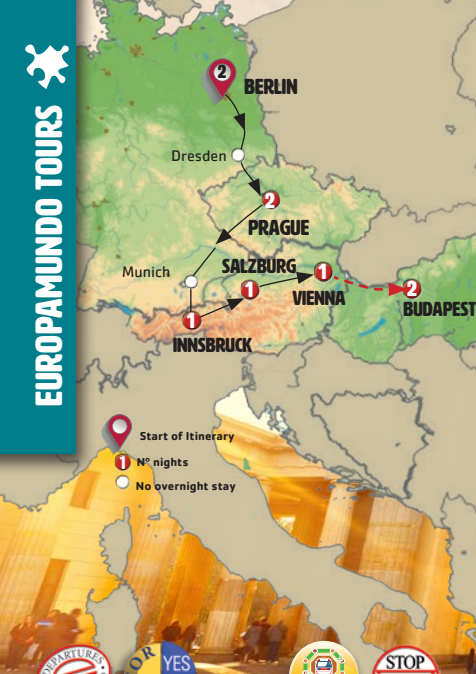 EUROPAMUNDO TOURS
2
BERLIN
Dresden
2
PRAGUE
Munich
SALZBURG
1
1
VIENNA
2
BUDAPEST
1
INNSBRUCK
Start of Itinerary
1
Nº nights
No overnight stay
DEPARTURES
OR
YES
STOP